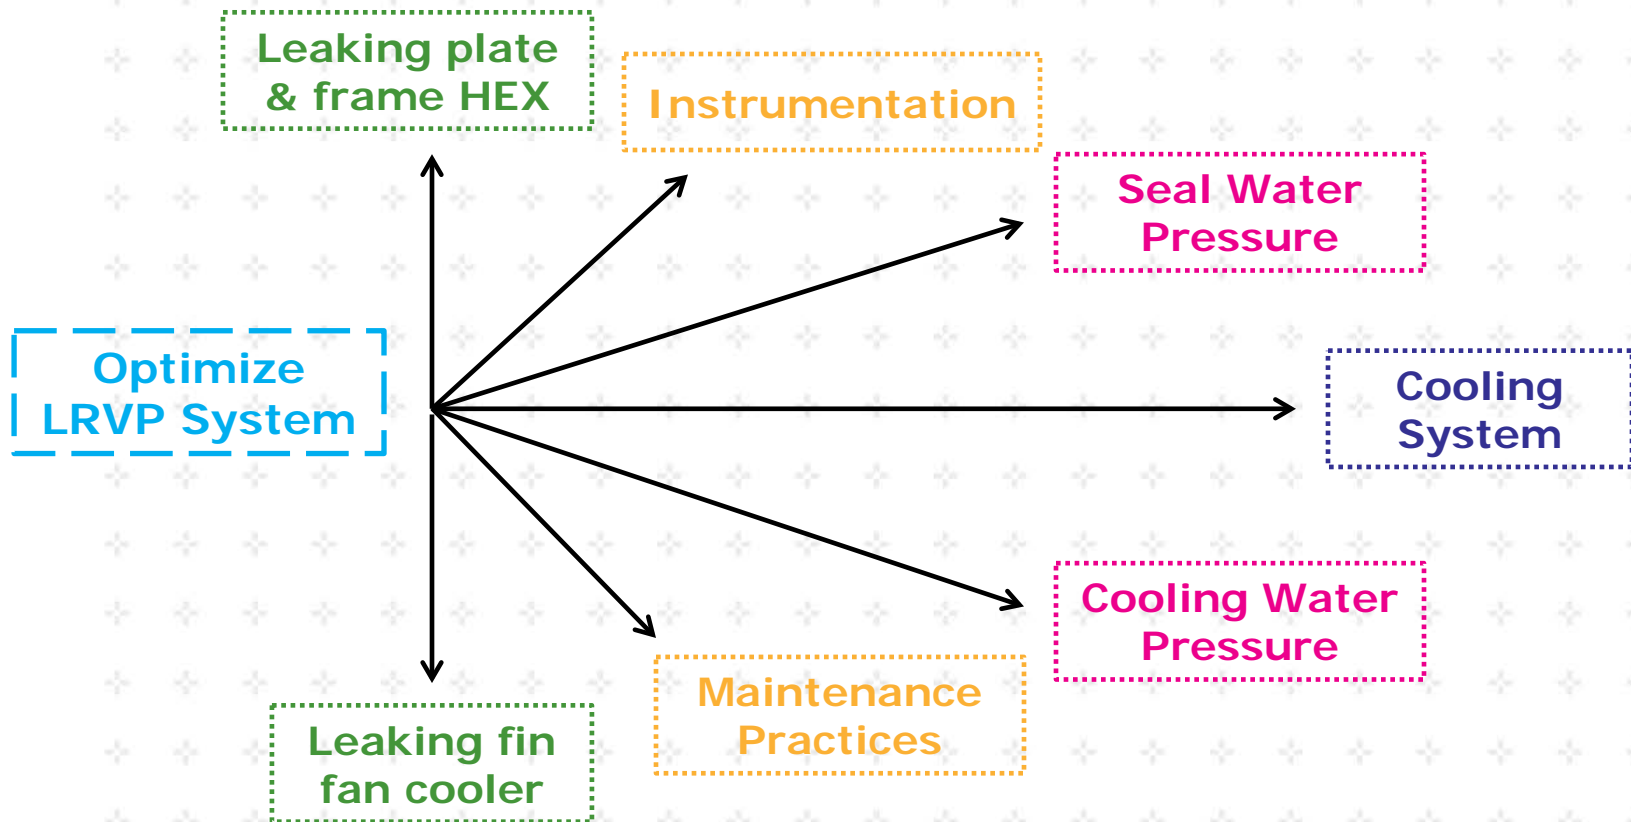 Leaking plate
& frame HEX
Instrumentation
Seal Water
Pressure
Optimize
LRVP System
Cooling
System
Cooling Water
Pressure
Maintenance
Practices
Leaking fin
fan cooler